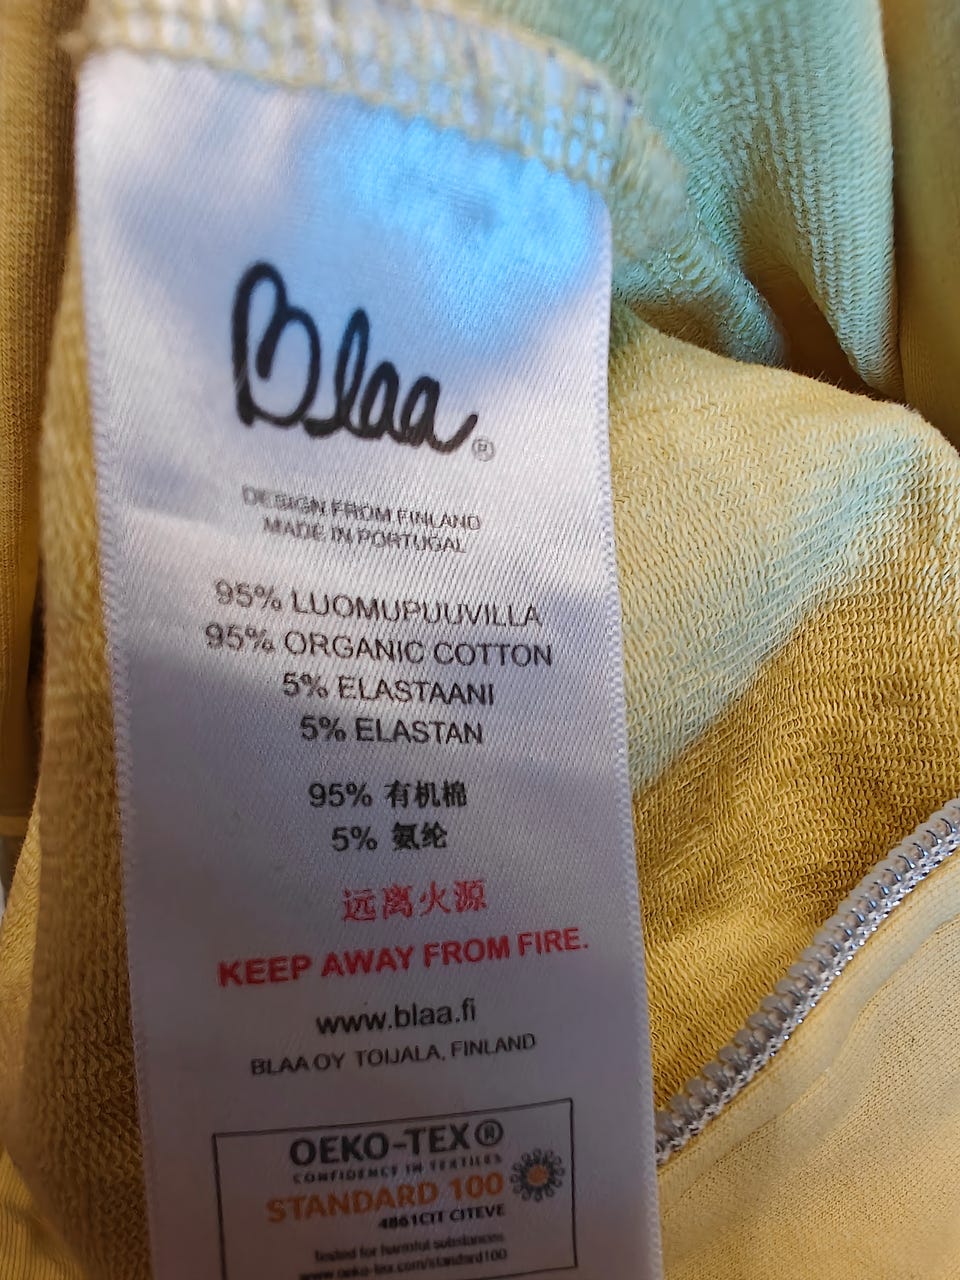 Blaa®
DESIGN FROM FINLAND
MADE IN PORTUGAL
95% LUOMUPUUVILLA
95% ORGANIC COTTON
5% ELASTAANI
5% ELASTAN
95% 有机棉
5% 氨纶
远离火源
KEEP AWAY FROM FIRE.
www.blaa.fi
BLAA OY TOIJALA, FINLAND
OEKO-TEX®
CONFIDENCE IN TEXTILES
STANDARD 100
4861CIT CITEVE
Tested for harmful substances
www.oeko-tex.com/standard100